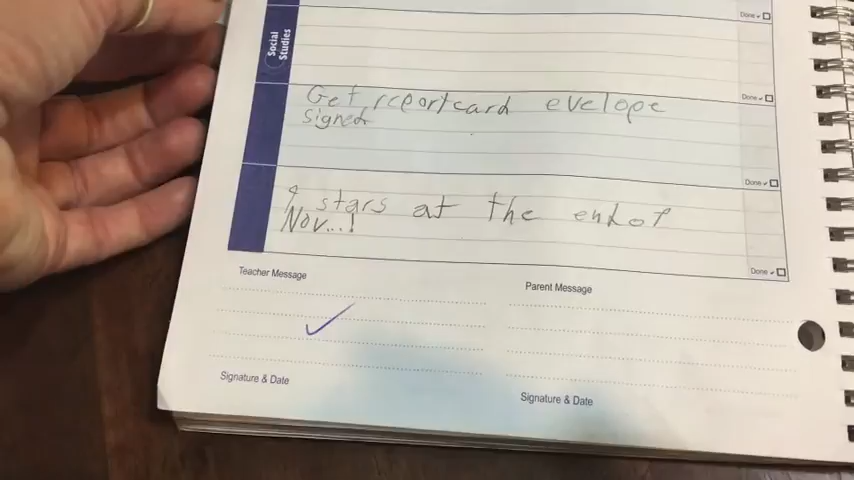 Done ✓
Social
Studies
Done ✓
Get reportcard evelope
signed
Done ✓
9 stars at the end of
Nov...!
Done ✓
Teacher Message
Parent Message
Signature & Date
Signature & Date